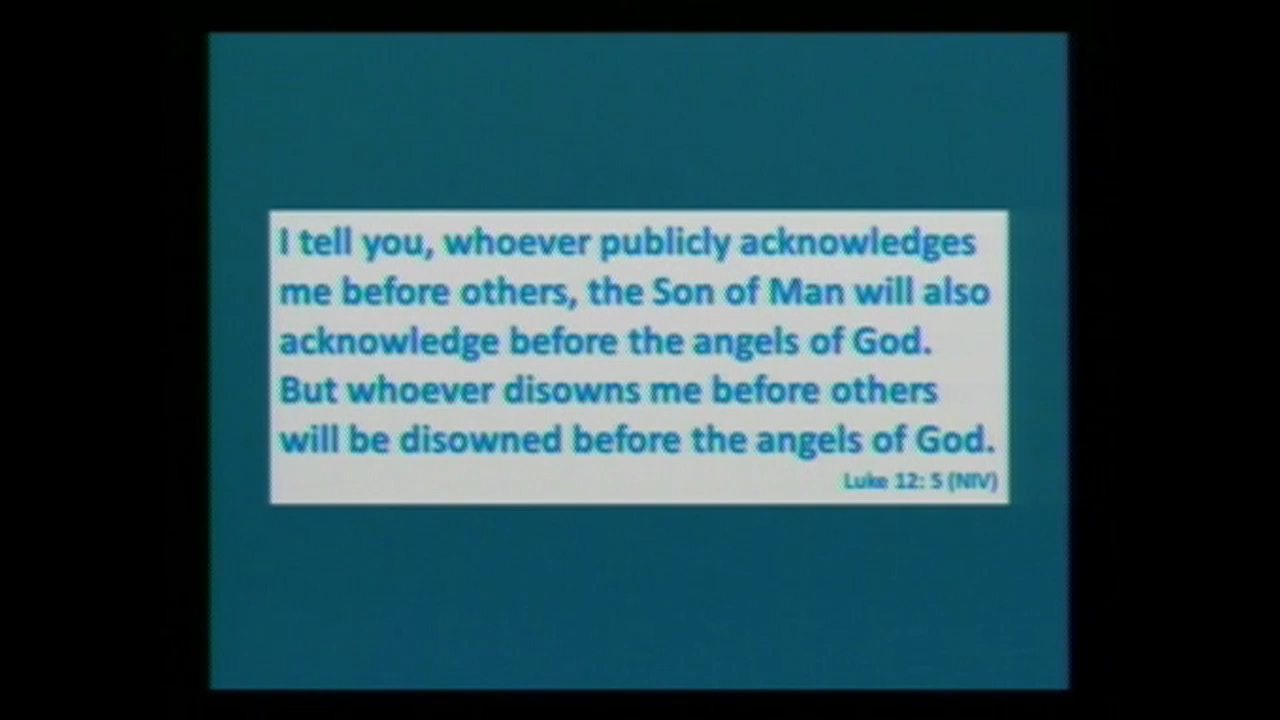 I tell you, whoever publicly acknowledges
me before others, the Son of Man will also
acknowledge before the angels of God.
But whoever disowns me before others
will be disowned before the angels of God.
Luke 12: 5 (NIV)